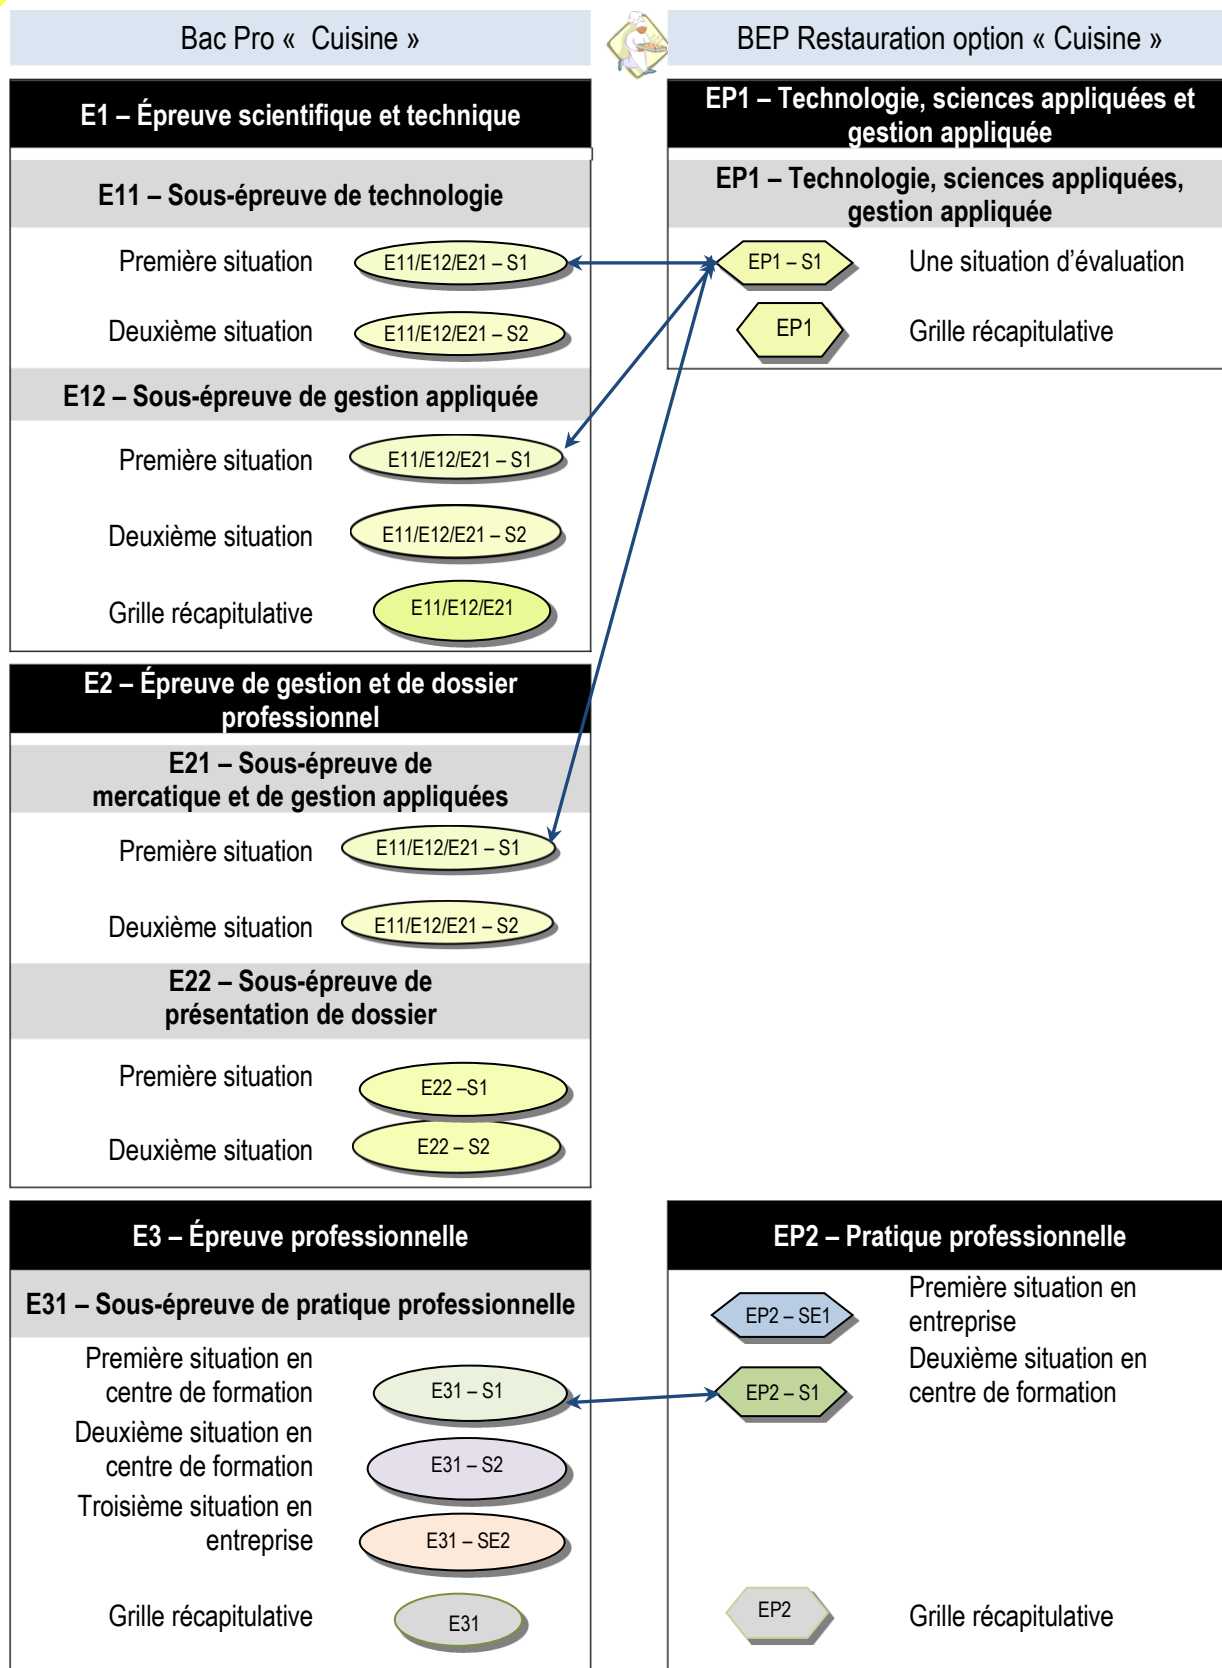 Bac Pro « Cuisine »
BEP Restauration option « Cuisine »
E1 – Épreuve scientifique et technique
E11 – Sous-épreuve de technologie
Première situation
E11/E12/E21 – S1
Deuxième situation
E11/E12/E21 – S2
E12 – Sous-épreuve de gestion appliquée
Première situation
E11/E12/E21 – S1
Deuxième situation
E11/E12/E21 – S2
Grille récapitulative
E11/E12/E21
EP1 – Technologie, sciences appliquées et
gestion appliquée
EP1 – Technologie, sciences appliquées,
gestion appliquée
EP1 – S1
Une situation d'évaluation
EP1
Grille récapitulative
E2 – Épreuve de gestion et de dossier
professionnel
E21 – Sous-épreuve de
mercatique et de gestion appliquées
Première situation
E11/E12/E21 – S1
Deuxième situation
E11/E12/E21 – S2
E22 – Sous-épreuve de
présentation de dossier
Première situation
E22 –S1
Deuxième situation
E22 – S2
E3 – Épreuve professionnelle
E31 – Sous-épreuve de pratique professionnelle
Première situation en
centre de formation
E31 – S1
Deuxième situation en
centre de formation
E31 – S2
Troisième situation en
entreprise
E31 – SE2
Grille récapitulative
E31
EP2 – Pratique professionnelle
EP2 – SE1
Première situation en
entreprise
EP2 – S1
Deuxième situation en
centre de formation
EP2
Grille récapitulative